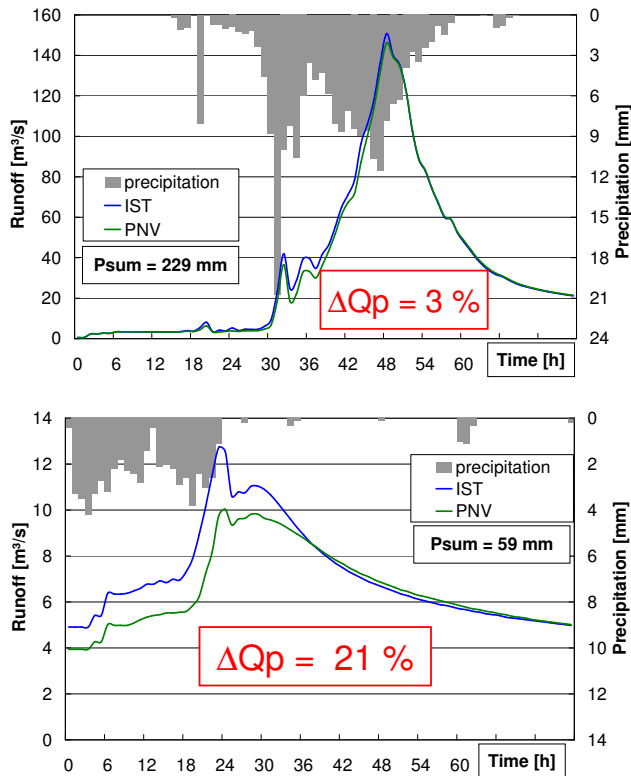 160
140
120
100
80
60
40
20
0
Runoff [m³/s]
0
3
6
9
12
15
18
21
24
Precipitation [mm]
precipitation
IST
PNV
Psum = 229 mm
ΔQp = 3 %
0 6 12 18 24 30 36 42 48 54 60
Time [h]
14
12
10
8
6
4
2
0
Runoff [m³/s]
0
2
4
6
8
10
12
14
Precipitation [mm]
precipitation
IST
PNV
Psum = 59 mm
ΔQp = 21 %
0 6 12 18 24 30 36 42 48 54 60
Time [h]